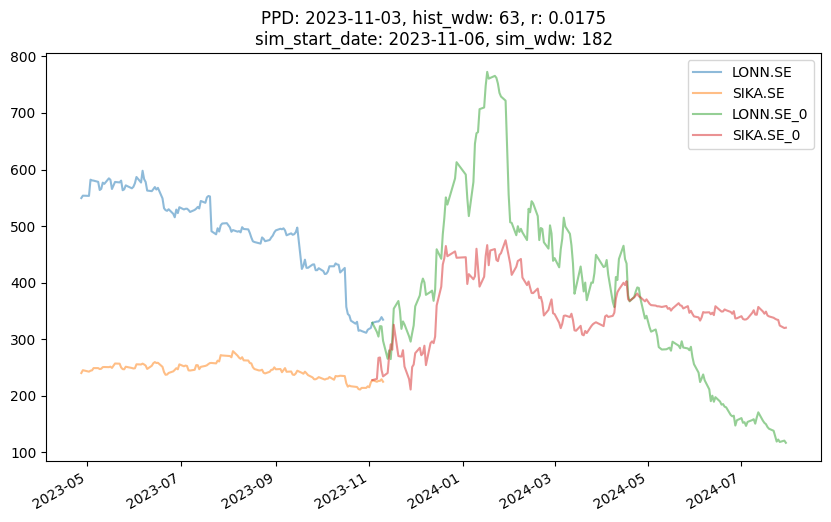 PPD: 2023-11-03, hist_wdw: 63, r: 0.0175
sim_start_date: 2023-11-06, sim_wdw: 182
LONN.SE
SIKA.SE
LONN.SE_0
SIKA.SE_0
800
700
600
500
400
300
200
100
2023-05
2023-07
2023-09
2023-11
2024-01
2024-03
2024-05
2024-07